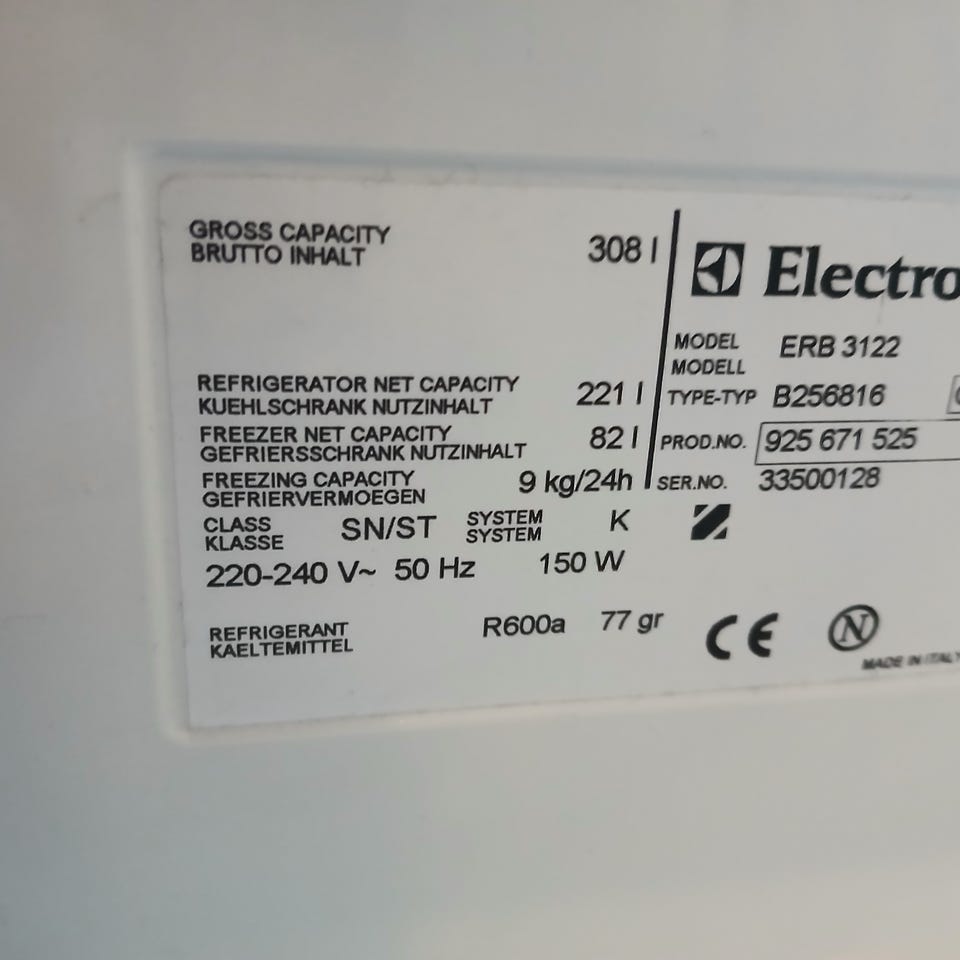 GROSS CAPACITY
BRUTTO INHALT
308 l
REFRIGERATOR NET CAPACITY
KUEHLSCHRANK NUTZINHALT
221 l
FREEZER NET CAPACITY
GEFRIERSSCHRANK NUTZINHALT
82 l
FREEZING CAPACITY
GEFRIERVERMOEGEN
9 kg/24h
CLASS
KLASSE
SN/ST
SYSTEM
SYSTEM
K
220-240 V~ 50 Hz 150 W
REFRIGERANT
KAELTEMITTEL
R600a 77 gr
Electro
MODEL
MODELL
ERB 3122
TYPE-TYP B256816
PROD.NO. 925 671 525
SER.NO. 33500128
CE N
MADE IN ITALY